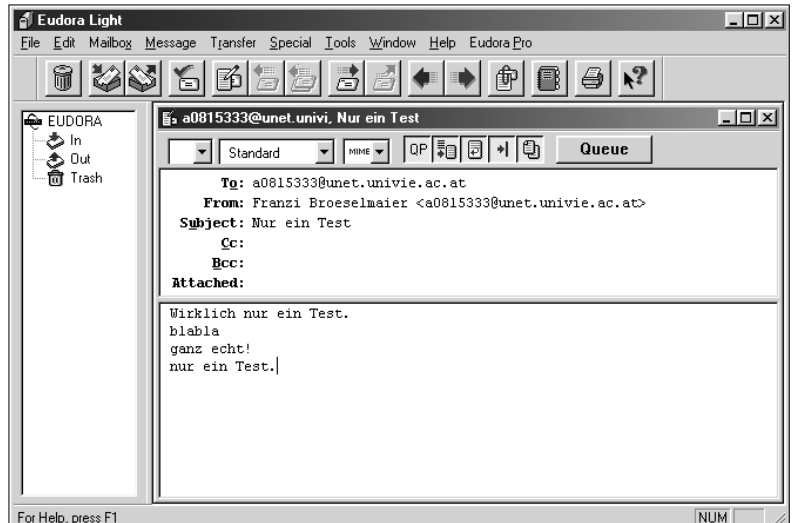 Eudora Light
File Edit Mailbox Message Transfer Special Tools Window Help Eudora Pro
EUDORA
In
Out
Trash
a0815333@unet.univi, Nur ein Test
Standard MIME QP Queue
To: a0815333@unet.univie.ac.at
From: Franzi Broeselmaier <a0815333@unet.univie.ac.at>
Subject: Nur ein Test
Cc:
Bcc:
Attached:
Wirklich nur ein Test.
blabla
ganz echt!
nur ein Test.
For Help, press F1 NUM